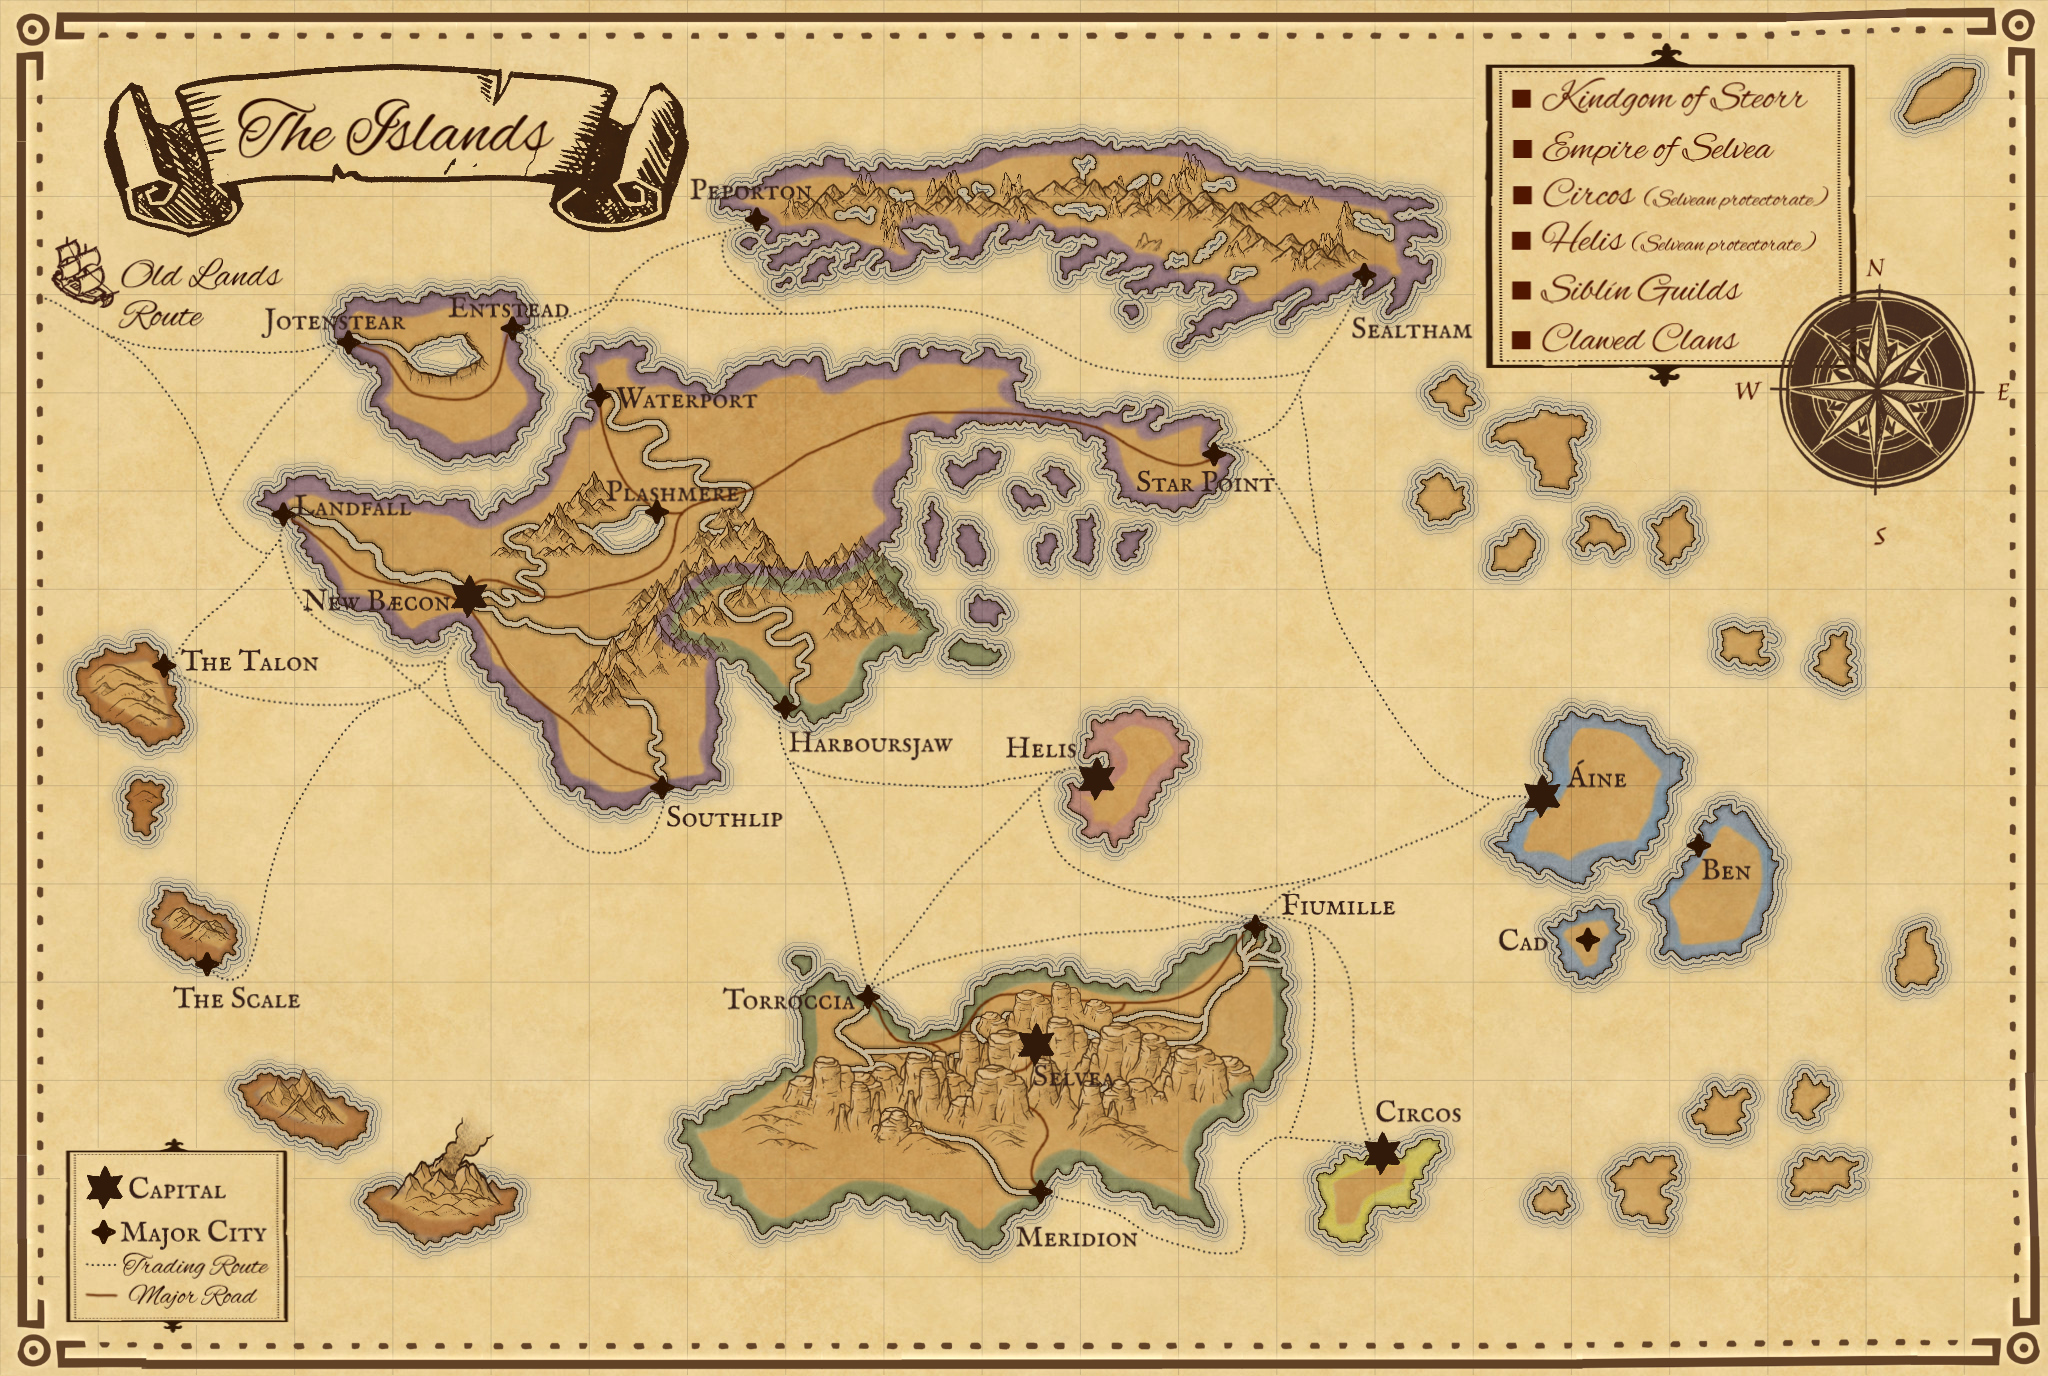 The Islands
Kindgom of Steorr
Empire of Selvea
Circos (Selvean protectorate)
Helis (Selvean protectorate)
Siblín Guilds
Clawed Clans
N
W
E
S
Old Lands
Route
Peporton
Sealtham
Jotenstear
Entstead
Waterport
Star Point
Plashmere
Landfall
New Bæcon
The Talon
Harboursjaw
Helis
Southlip
Áine
Ben
Cad
Fiumille
The Scale
Torroccia
Selvea
Circos
Meridion
Capital
Major City
Trading Route
Major Road